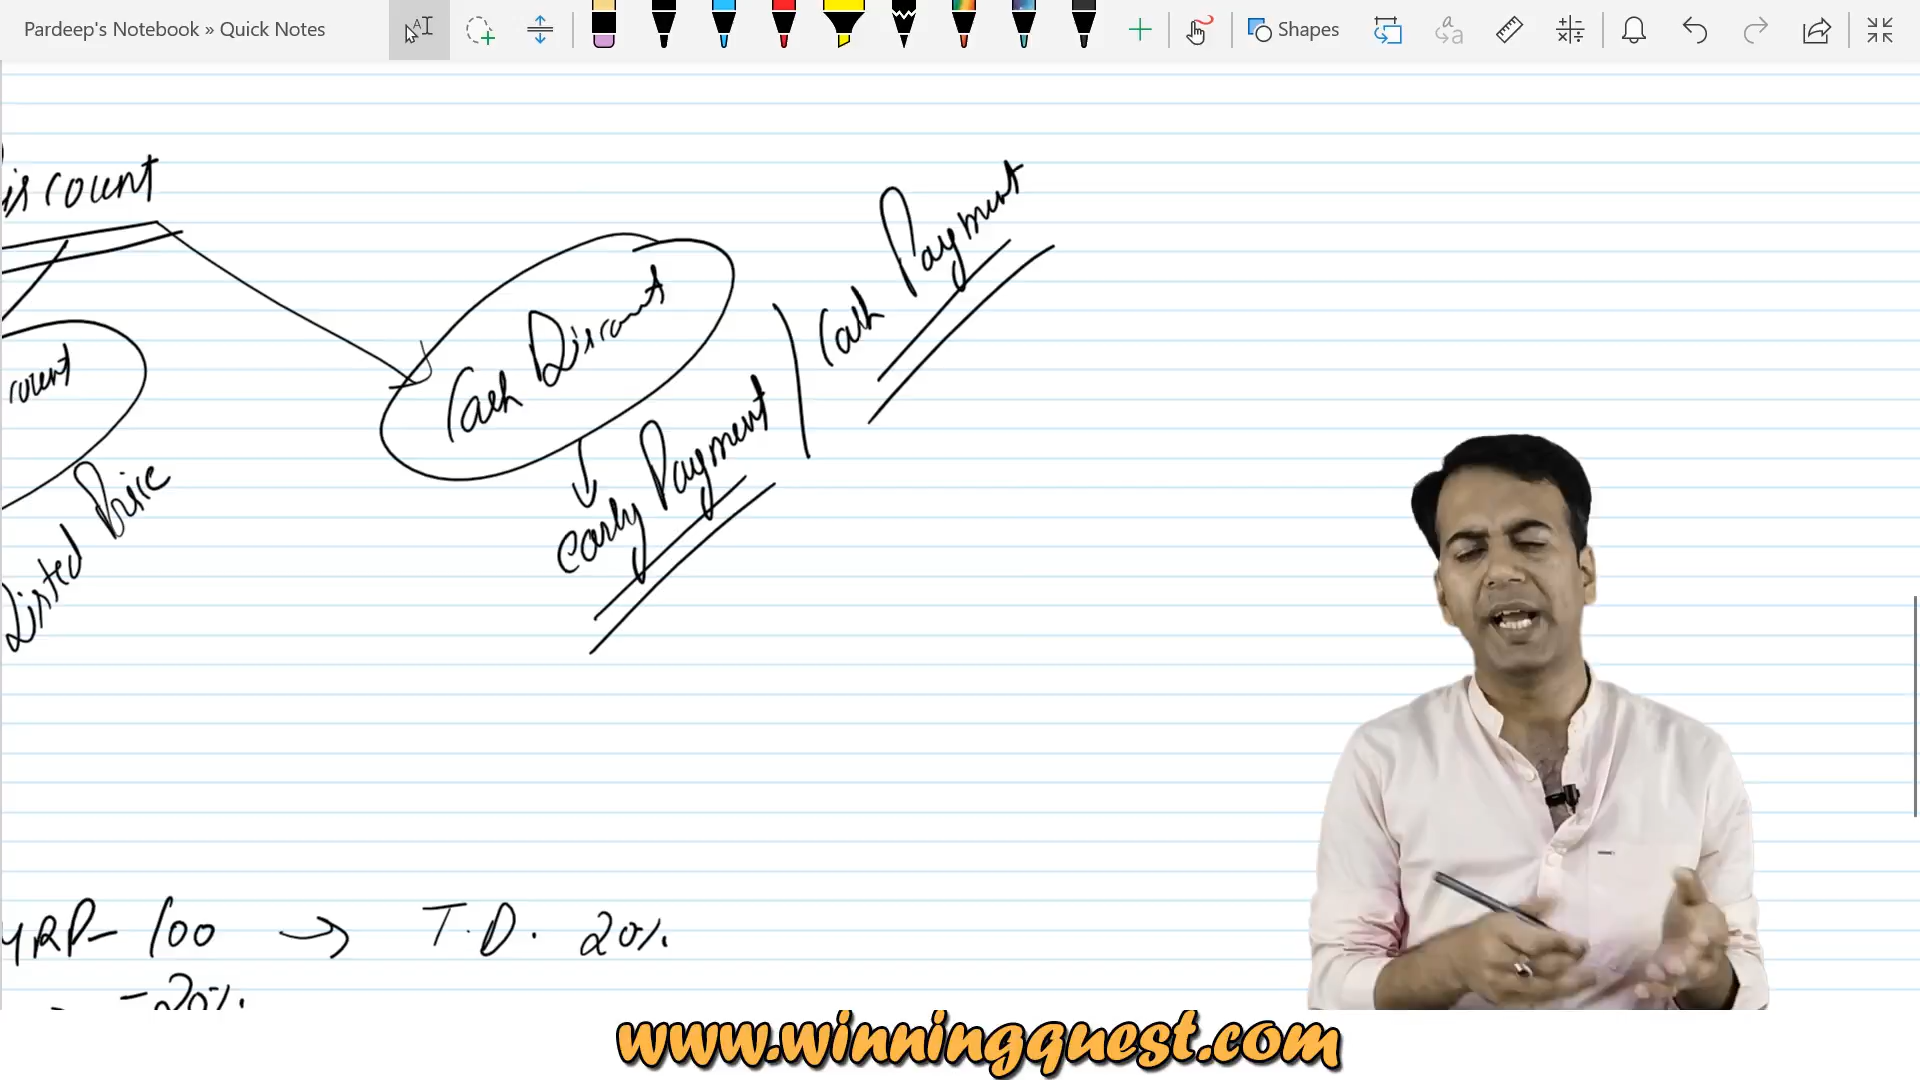 Pardeep's Notebook » Quick Notes
Shapes
iscount
count
Listed Price
Cash Discount
early Payment / Cash Payment
MRP- 100 → T.D. 20%
- 20%
www.winningquest.com